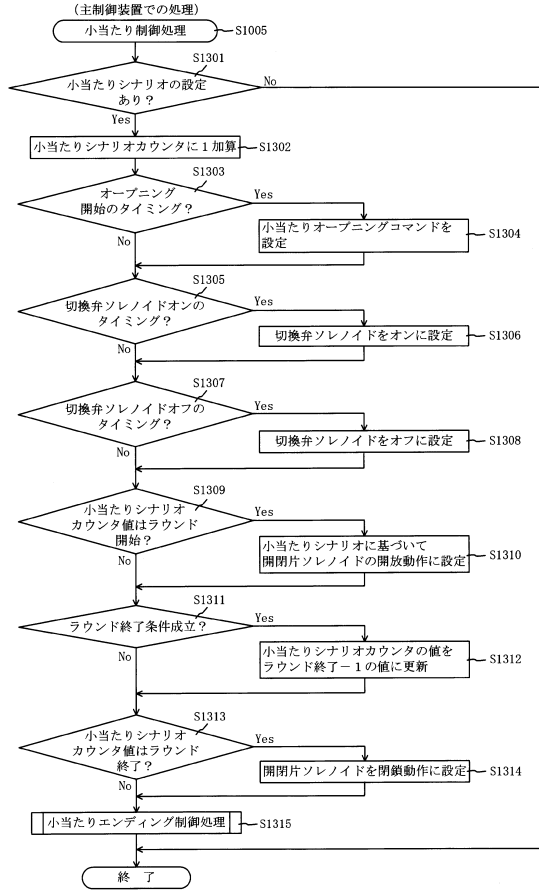 (主制御装置での処理)
小当たり制御処理
S1005
S1301
小当たりシナリオの設定
あり？
No
Yes
小当たりシナリオカウンタに１加算
S1302
S1303
オープニング
開始のタイミング？
Yes
小当たりオープニングコマンドを
設定
S1304
No
S1305
切換弁ソレノイドオンの
タイミング？
Yes
切換弁ソレノイドをオンに設定
S1306
No
S1307
切換弁ソレノイドオフの
タイミング？
Yes
切換弁ソレノイドをオフに設定
S1308
No
S1309
小当たりシナリオ
カウンタ値はラウンド
開始？
Yes
小当たりシナリオに基づいて
開閉片ソレノイドの開放動作に設定
S1310
No
S1311
ラウンド終了条件成立？
Yes
小当たりシナリオカウンタの値を
ラウンド終了－１の値に更新
S1312
No
S1313
小当たりシナリオ
カウンタ値はラウンド
終了？
Yes
開閉片ソレノイドを閉鎖動作に設定
S1314
No
小当たりエンディング制御処理
S1315
終 了